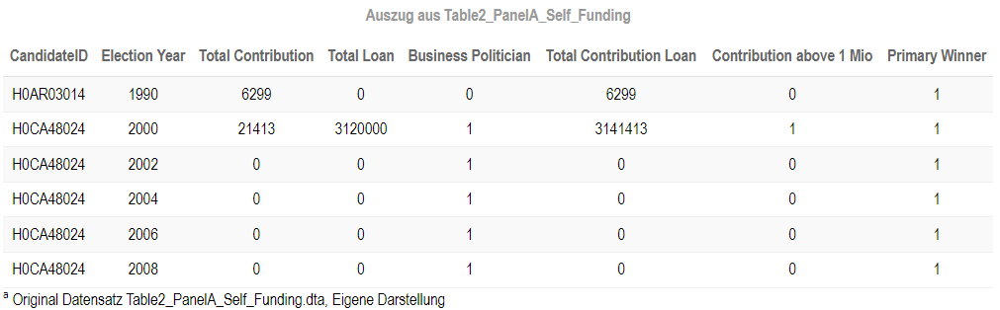 Auszug aus Table2_PanelA_Self_Funding
CandidateID Election Year Total Contribution Total Loan Business Politician Total Contribution Loan Contribution above 1 Mio Primary Winner
H0AR03014 1990 6299 0 0 6299 0 1
H0CA48024 2000 21413 3120000 1 3141413 1 1
H0CA48024 2002 0 0 1 0 0 1
H0CA48024 2004 0 0 1 0 0 1
H0CA48024 2006 0 0 1 0 0 1
H0CA48024 2008 0 0 1 0 0 1
a Original Datensatz Table2_PanelA_Self_Funding.dta, Eigene Darstellung